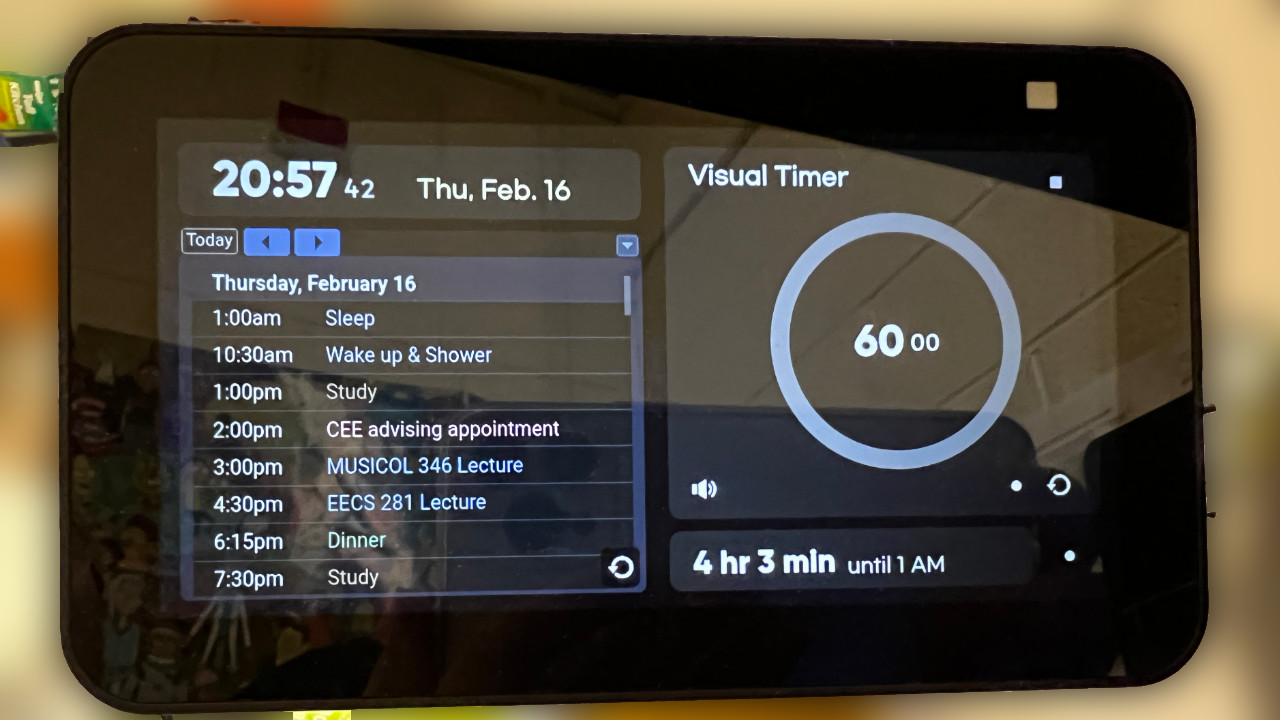 20:57 42 Thu, Feb. 16
Today
Thursday, February 16
1:00am Sleep
10:30am Wake up & Shower
1:00pm Study
2:00pm CEE advising appointment
3:00pm MUSICOL 346 Lecture
4:30pm EECS 281 Lecture
6:15pm Dinner
7:30pm Study
Visual Timer
60 00
4 hr 3 min until 1 AM